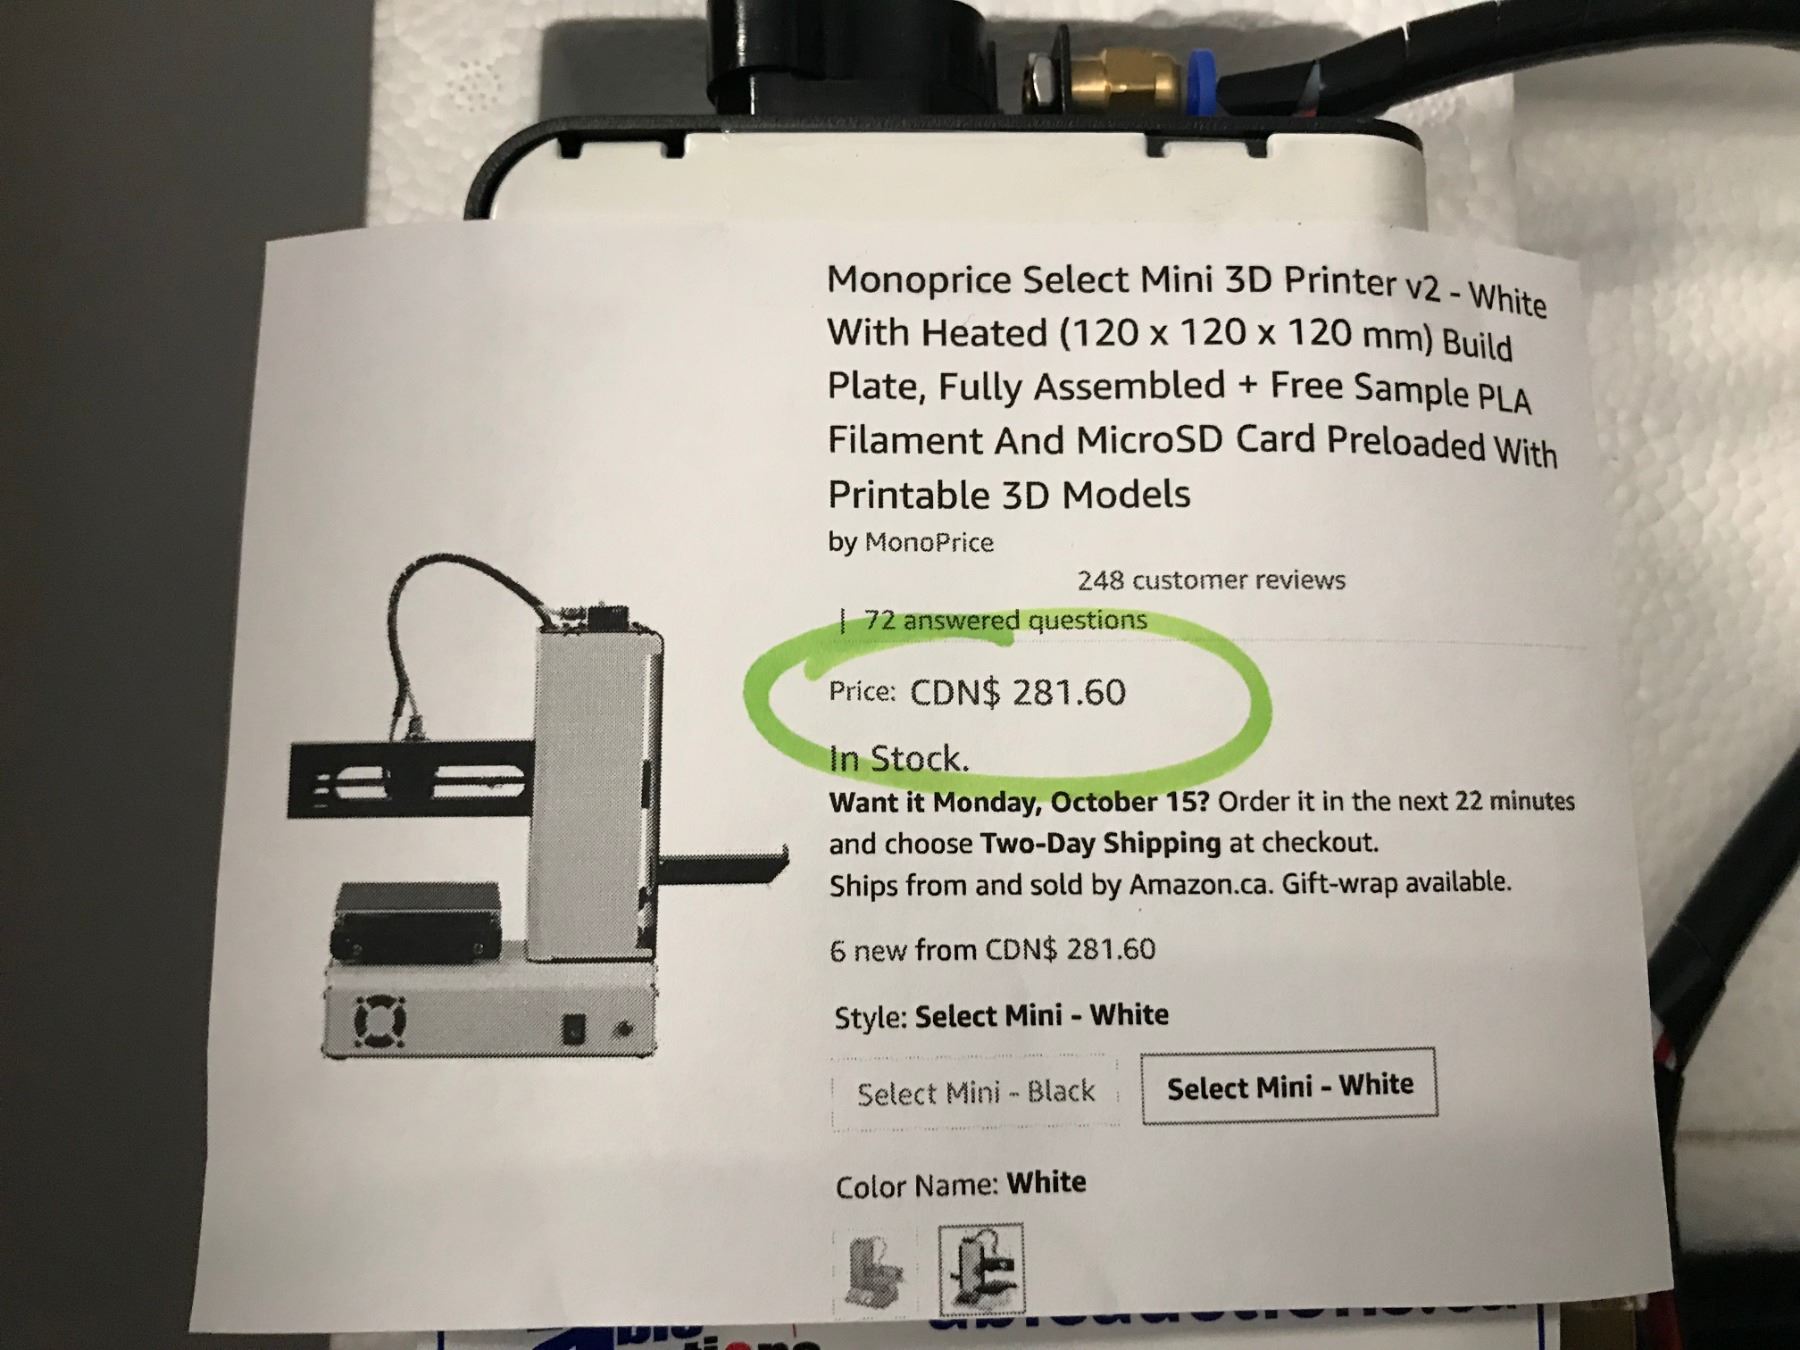 Monoprice Select Mini 3D Printer v2 - White
With Heated (120 x 120 x 120 mm) Build
Plate, Fully Assembled + Free Sample PLA
Filament And MicroSD Card Preloaded With
Printable 3D Models
by MonoPrice
248 customer reviews
| 72 answered questions
Price: CDN$ 281.60
In Stock.
Want it Monday, October 15? Order it in the next 22 minutes
and choose Two-Day Shipping at checkout.
Ships from and sold by Amazon.ca. Gift-wrap available.
6 new from CDN$ 281.60
Style: Select Mini - White
Select Mini - Black
Select Mini - White
Color Name: White